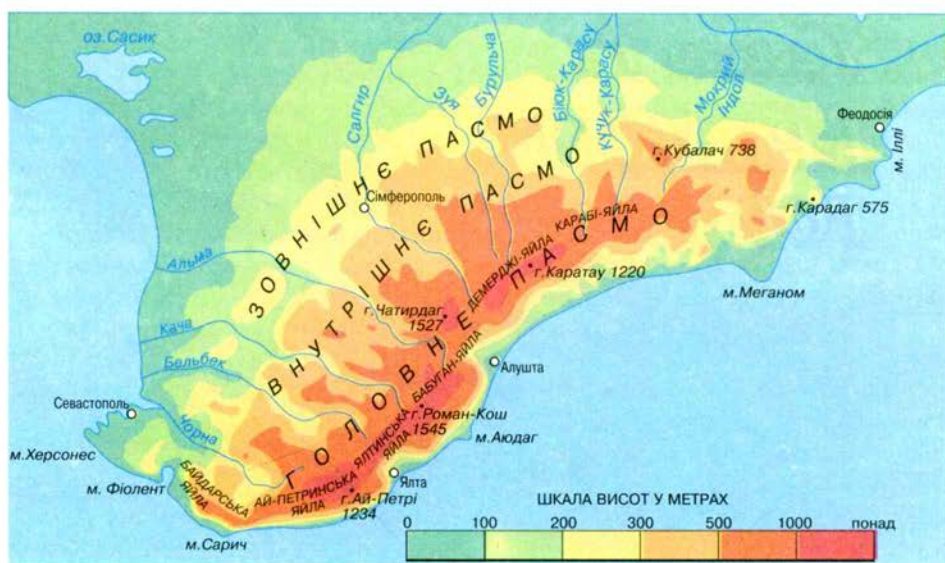 оз.Сасик
Салгир
Зуя
Бурульча
Біюк-Карасу
Кучик-Карасу
Мокрий
Індол
Феодосія
м. Іллі
г.Кубалач 738
г.Карадаг 575
Сімферополь
ЗОВНІШНЄ ПАСМО
ВНУТРІШНЄ ПАСМО
ГОЛОВНЕ ПАСМО
КАРАБІ-ЯЙЛА
ДЕМЕРДЖІ-ЯЙЛА
г.Каратау 1220
м.Меганом
Альма
г.Чатирдаг
1527
Кача
Бельбек
БАБУГАН-ЯЙЛА
Алушта
Севастополь
Чорна
г.Роман-Кош
1545
м.Аюдаг
м.Херсонес
ЯЛТИНСЬКА
ЯЙЛА
Ялта
м. Фіолент
БАЙДАРСЬКА
ЯЙЛА
АЙ-ПЕТРИНСЬКА
ЯЙЛА
г.Ай-Петрі
1234
м.Сарич
ШКАЛА ВИСОТ У МЕТРАХ
0 100 200 300 500 1000 понад